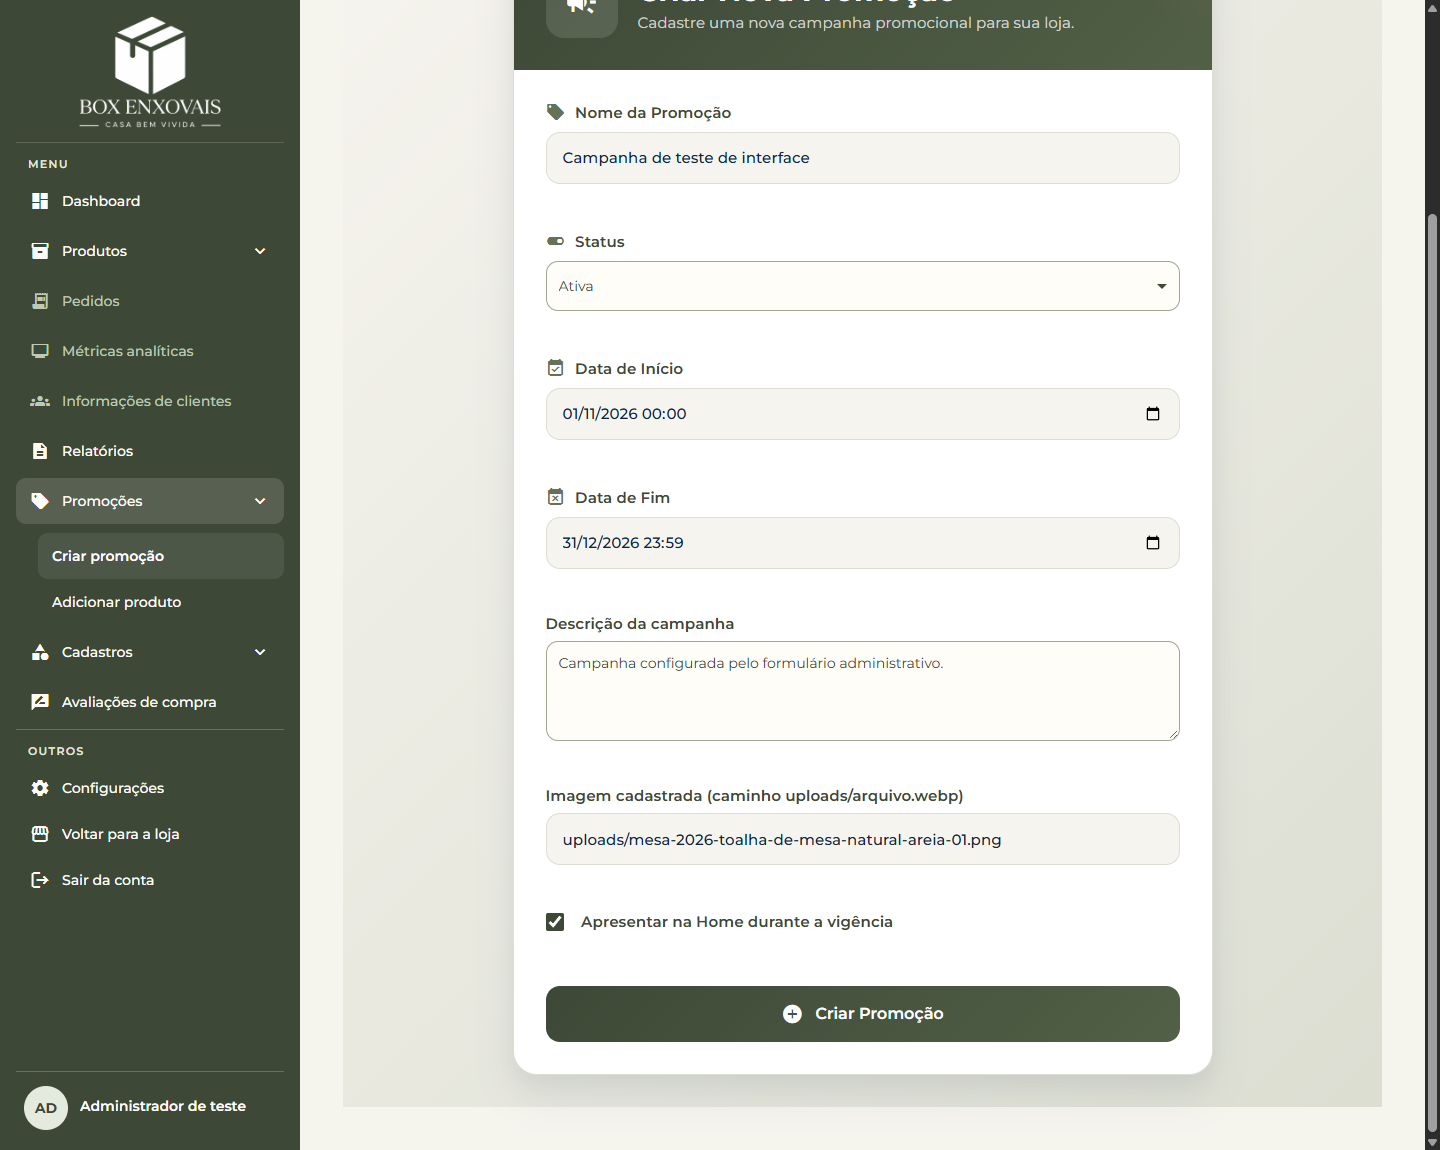 BOX ENXOVAIS
CASA BEM VIVIDA
MENU
Dashboard
Produtos
Pedidos
Métricas analíticas
Informações de clientes
Relatórios
Promoções
Criar promoção
Adicionar produto
Cadastros
Avaliações de compra
OUTROS
Configurações
Voltar para a loja
Sair da conta
AD
Administrador de teste
Criar Nova Promoção
Cadastre uma nova campanha promocional para sua loja.
Nome da Promoção
Campanha de teste de interface
Status
Ativa
Data de Início
01/11/2026 00:00
Data de Fim
31/12/2026 23:59
Descrição da campanha
Campanha configurada pelo formulário administrativo.
Imagem cadastrada (caminho uploads/arquivo.webp)
uploads/mesa-2026-toalha-de-mesa-natural-areia-01.png
Apresentar na Home durante a vigência
Criar Promoção